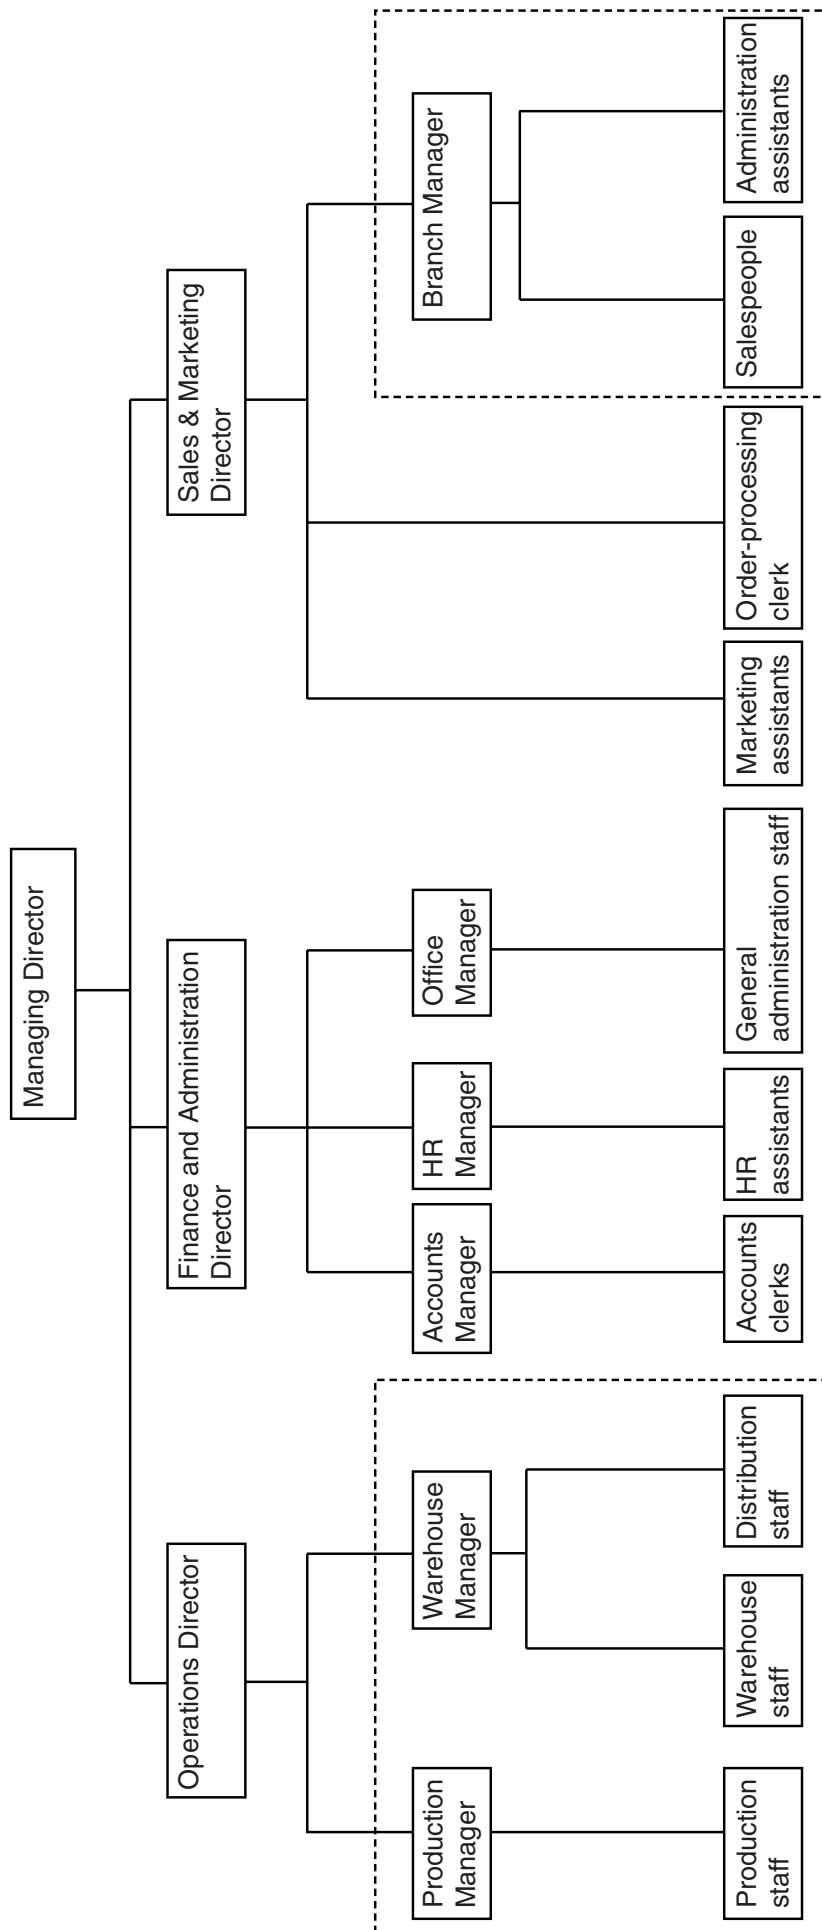 Managing Director
Operations Director
Finance and Administration
Director
Sales & Marketing
Director
Production
Manager
Warehouse
Manager
Accounts
Manager
HR
Manager
Office
Manager
Branch Manager
Production
staff
Warehouse
staff
Distribution
staff
Accounts
clerks
HR
assistants
General
administration staff
Marketing
assistants
Order-processing
clerk
Salespeople
Administration
assistants